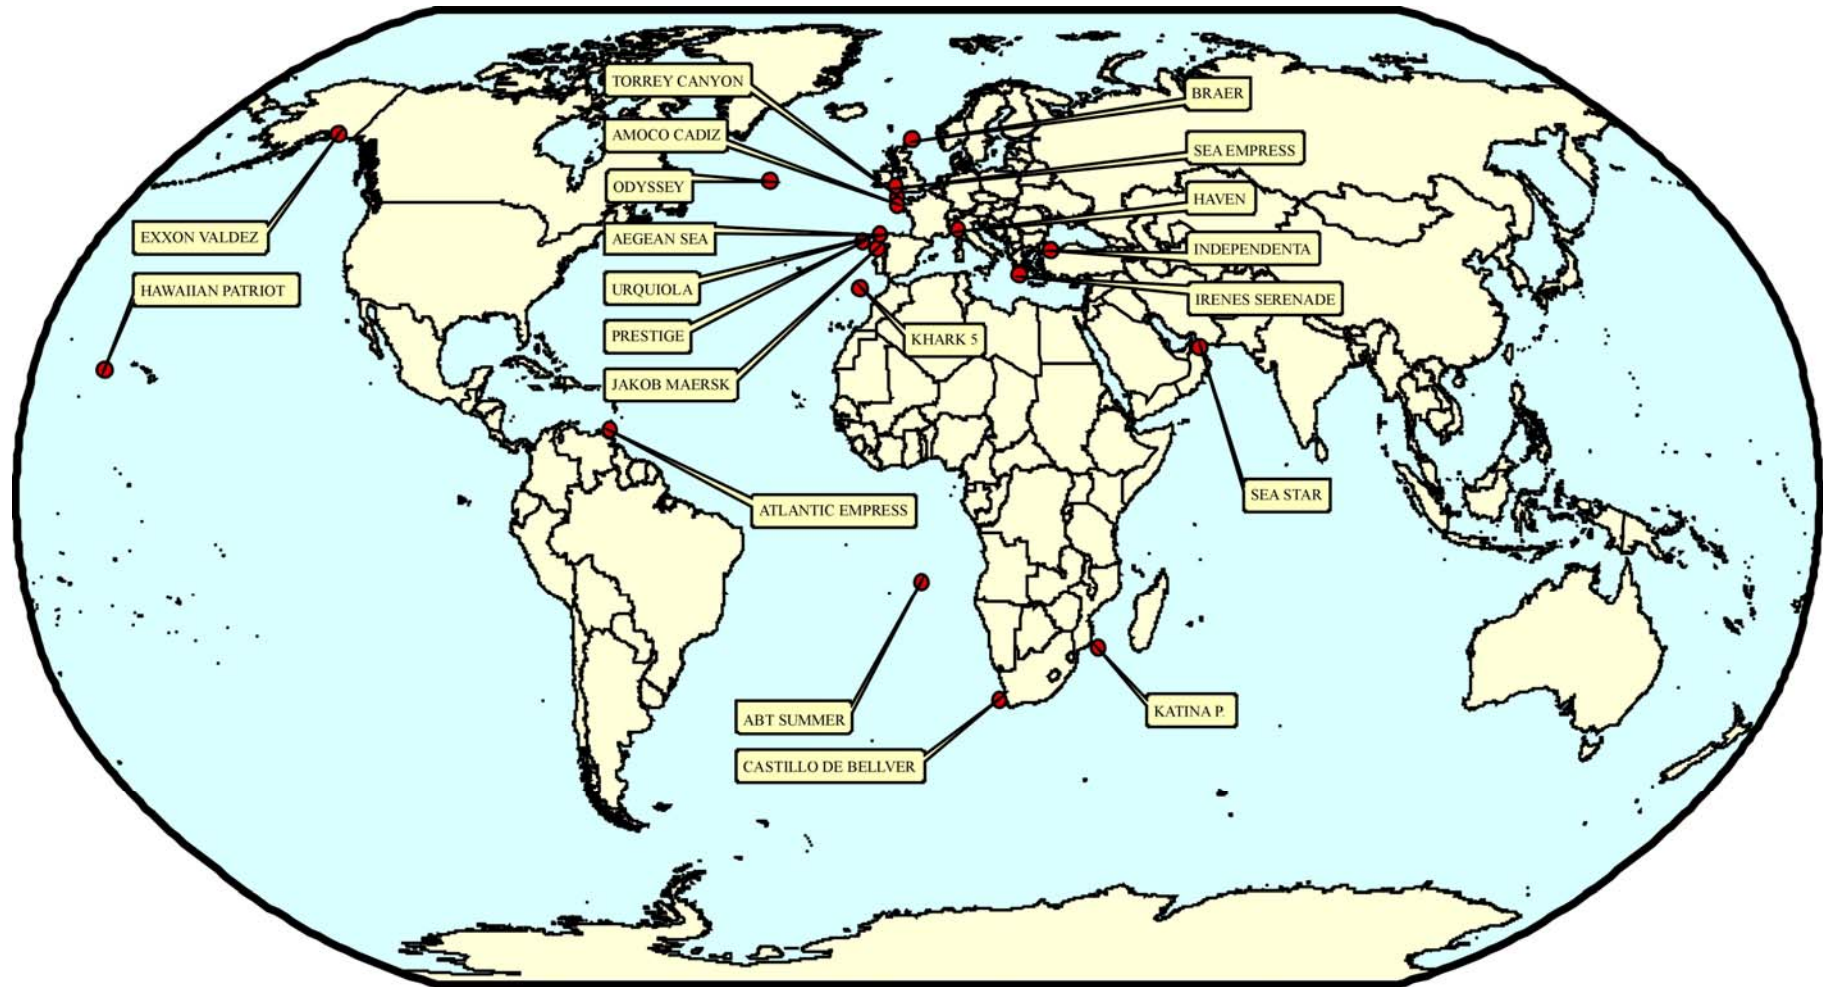 TORREY CANYON
BRAER
AMOCO CADIZ
SEA EMPRESS
ODYSSEY
HAVEN
EXXON VALDEZ
AEGEAN SEA
INDEPENDENTA
HAWAIIAN PATRIOT
URQUIOLA
IRENES SERENADE
PRESTIGE
KHARK 5
JAKOB MAERSK
SEA STAR
ATLANTIC EMPRESS
ABT SUMMER
KATINA P.
CASTILLO DE BELLVER